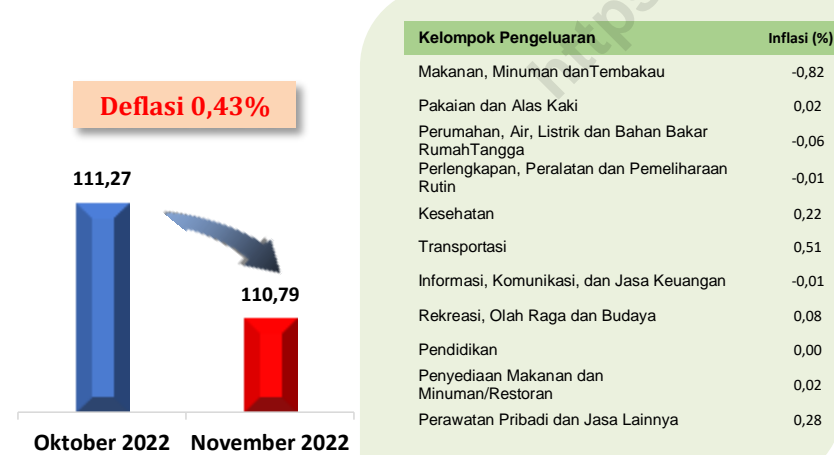 Deflasi 0,43%
111,27
110,79
Oktober 2022 November 2022
https
Kelompok Pengeluaran Inflasi (%)
Makanan, Minuman danTembakau -0,82
Pakaian dan Alas Kaki 0,02
Perumahan, Air, Listrik dan Bahan Bakar
RumahTangga -0,06
Perlengkapan, Peralatan dan Pemeliharaan
Rutin -0,01
Kesehatan 0,22
Transportasi 0,51
Informasi, Komunikasi, dan Jasa Keuangan -0,01
Rekreasi, Olah Raga dan Budaya 0,08
Pendidikan 0,00
Penyediaan Makanan dan
Minuman/Restoran 0,02
Perawatan Pribadi dan Jasa Lainnya 0,28